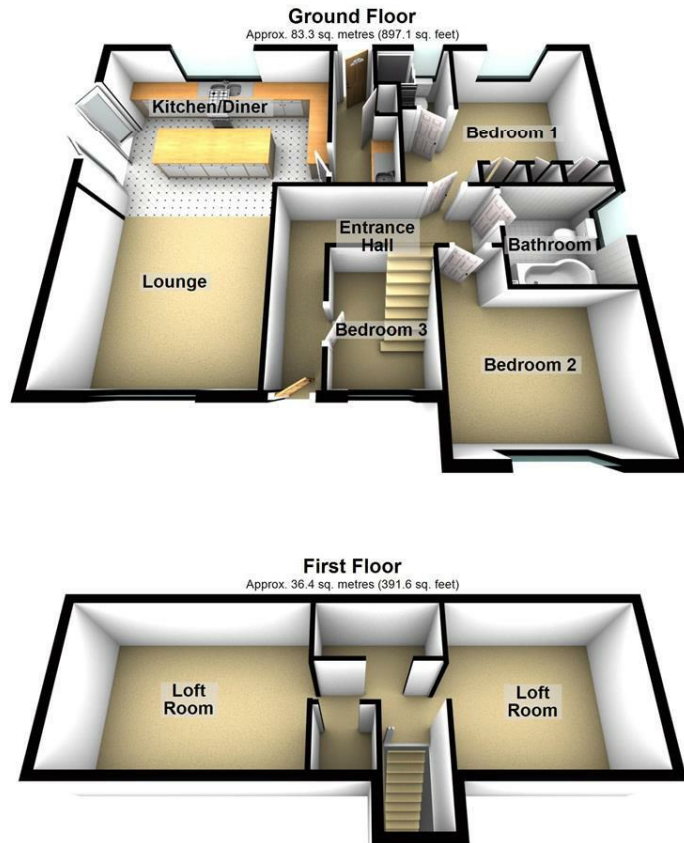 Ground Floor
Approx. 83.3 sq. metres (897.1 sq. feet)
Kitchen/Diner
Bedroom 1
Entrance
Hall
Bathroom
Lounge
Bedroom 3
Bedroom 2
First Floor
Approx. 36.4 sq. metres (391.6 sq. feet)
Loft
Room
Loft
Room